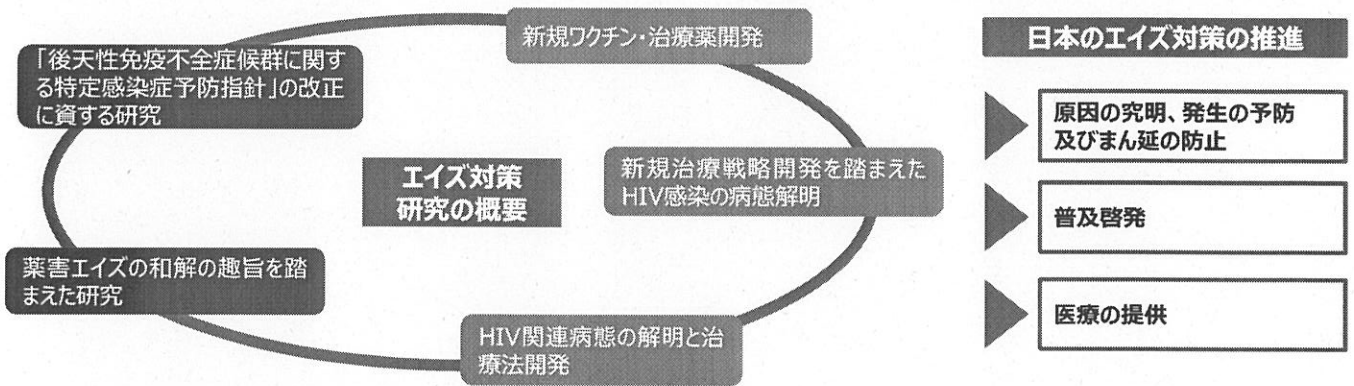 新規ワクチン・治療薬開発
「後天性免疫不全症候群に関す
る特定感染症予防指針」の改正
に資する研究
エイズ対策
研究の概要
新規治療戦略開発を踏まえた
HIV感染の病態解明
薬害エイズの和解の趣旨を踏
まえた研究
HIV関連病態の解明と治
療法開発
日本のエイズ対策の推進
原因の究明、発生の予防
及びまん延の防止
普及啓発
医療の提供